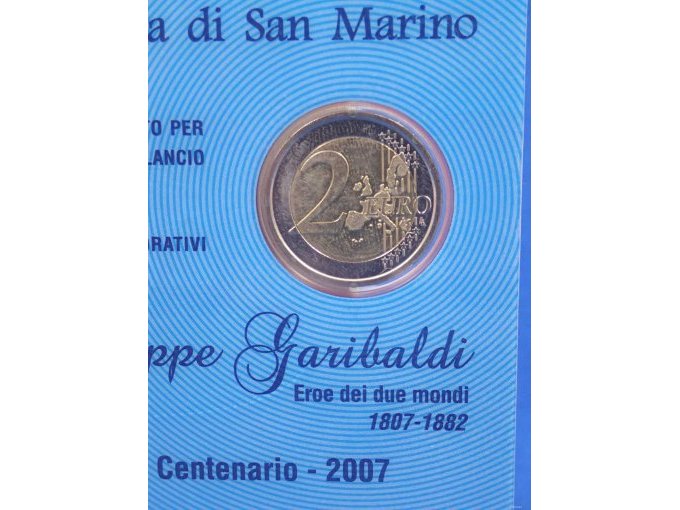 a di San Marino
TO PER
LANCIO
2 EURO
ORATIVI
ppe Garibaldi
Eroe dei due mondi
1807-1882
Centenario - 2007